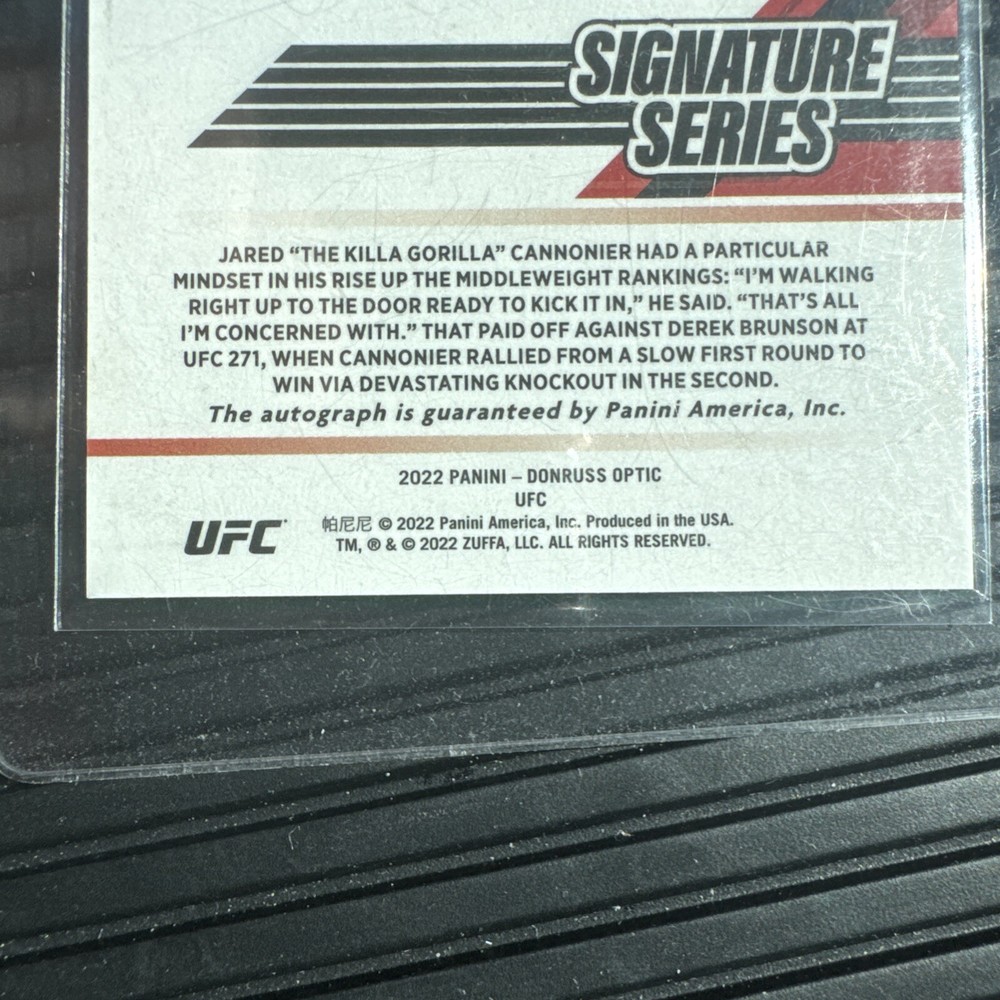 SIGNATURE
SERIES
JARED “THE KILLA GORILLA” CANNONIER HAD A PARTICULAR
MINDSET IN HIS RISE UP THE MIDDLEWEIGHT RANKINGS: “I’M WALKING
RIGHT UP TO THE DOOR READY TO KICK IT IN,” HE SAID. “THAT’S ALL
I’M CONCERNED WITH.” THAT PAID OFF AGAINST DEREK BRUNSON AT
UFC 271, WHEN CANNONIER RALLIED FROM A SLOW FIRST ROUND TO
WIN VIA DEVASTATING KNOCKOUT IN THE SECOND.
The autograph is guaranteed by Panini America, Inc.
2022 PANINI – DONRUSS OPTIC
UFC
UFC
帕尼尼 © 2022 Panini America, Inc. Produced in the USA.
TM, ® & © 2022 ZUFFA, LLC. ALL RIGHTS RESERVED.